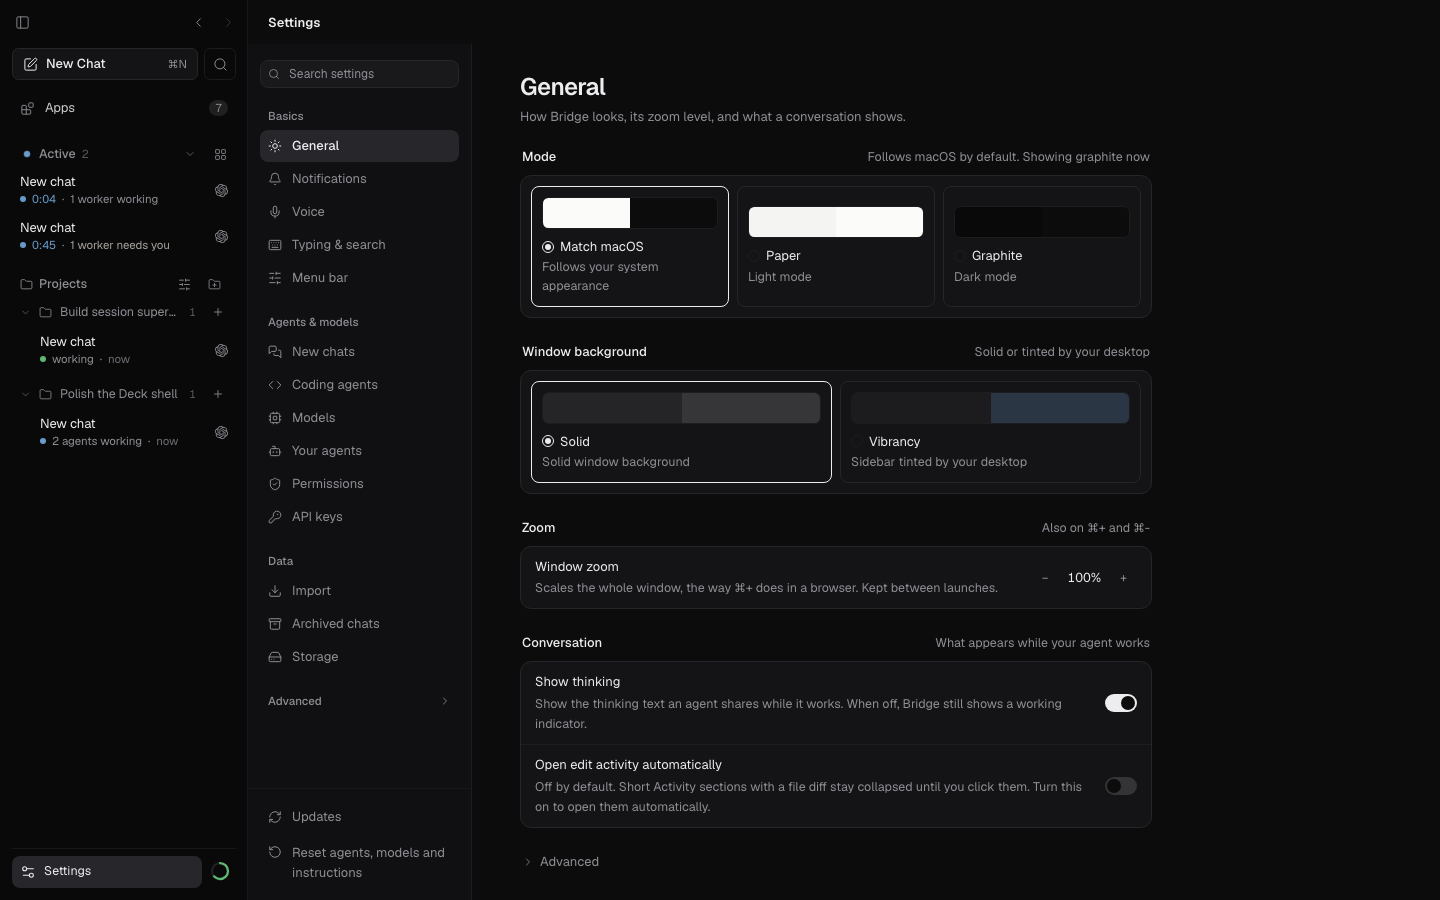 Settings
New Chat ⌘N
Apps 7
Active 2
New chat
0:04 · 1 worker working
New chat
0:45 · 1 worker needs you
Projects
Build session super... 1
New chat
working · now
Polish the Deck shell 1
New chat
2 agents working · now
Settings
Search settings
Basics
General
Notifications
Voice
Typing & search
Menu bar
Agents & models
New chats
Coding agents
Models
Your agents
Permissions
API keys
Data
Import
Archived chats
Storage
Advanced
Updates
Reset agents, models and
instructions
General
How Bridge looks, its zoom level, and what a conversation shows.
Mode Follows macOS by default. Showing graphite now
Match macOS
Follows your system
appearance
Paper
Light mode
Graphite
Dark mode
Window background Solid or tinted by your desktop
Solid
Solid window background
Vibrancy
Sidebar tinted by your desktop
Zoom Also on ⌘+ and ⌘−
Window zoom
Scales the whole window, the way ⌘+ does in a browser. Kept between launches.
− 100% +
Conversation What appears while your agent works
Show thinking
Show the thinking text an agent shares while it works. When off, Bridge still shows a working
indicator.
Open edit activity automatically
Off by default. Short Activity sections with a file diff stay collapsed until you click them. Turn this
on to open them automatically.
Advanced